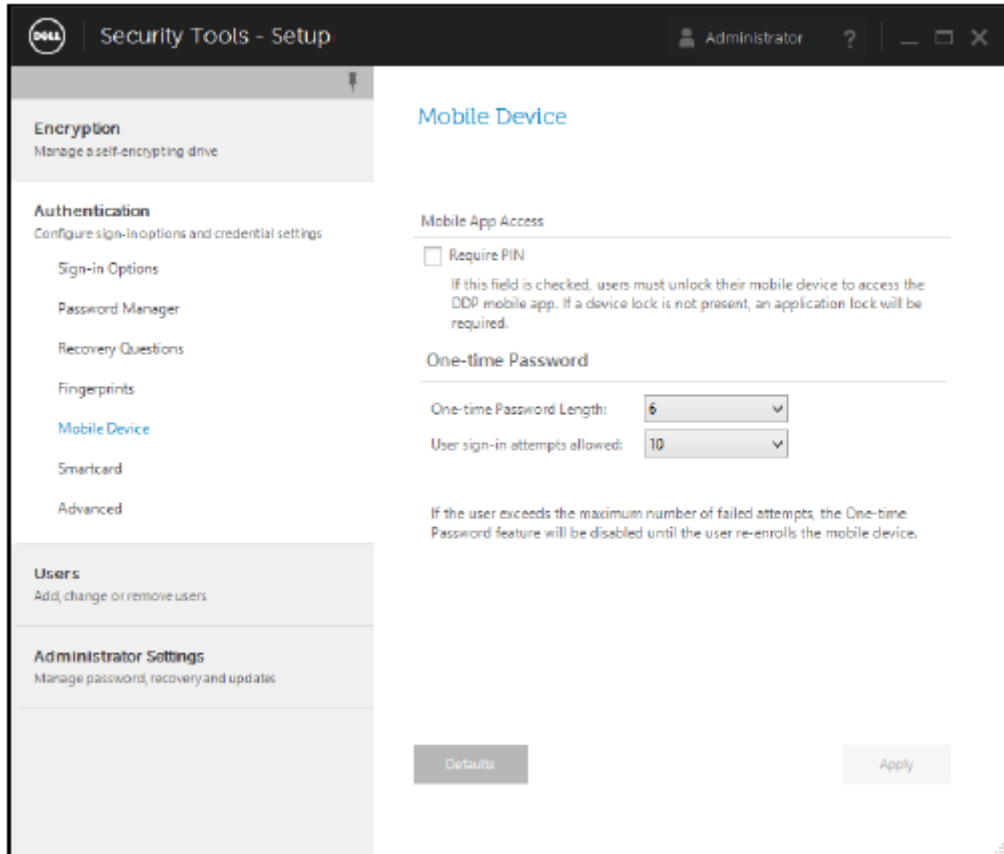 DELL
Security Tools - Setup
Administrator
?
Encryption
Manage a self-encrypting drive
Authentication
Configure sign-in options and credential settings
Sign-in Options
Password Manager
Recovery Questions
Fingerprints
Mobile Device
Smartcard
Advanced
Users
Add, change or remove users
Administrator Settings
Manage password, recovery and updates
Mobile Device
Mobile App Access
Require PIN
If this field is checked, users must unlock their mobile device to access the
DDP mobile app. If a device lock is not present, an application lock will be
required.
One-time Password
One-time Password Length: 6
User sign-in attempts allowed: 10
If the user exceeds the maximum number of failed attempts, the One-time
Password feature will be disabled until the user re-enrolls the mobile device.
Defaults
Apply